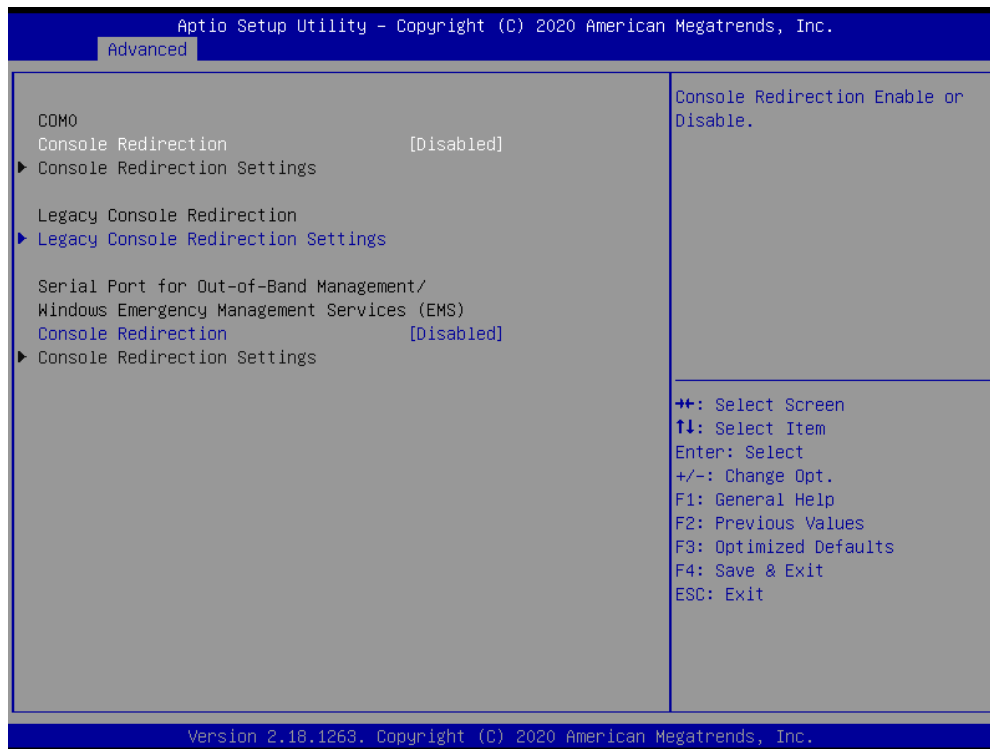 Aptio Setup Utility – Copyright (C) 2020 American Megatrends, Inc.
Advanced
COM0
Console Redirection [Disabled]
▶ Console Redirection Settings
Legacy Console Redirection
▶ Legacy Console Redirection Settings
Serial Port for Out-of-Band Management/
Windows Emergency Management Services (EMS)
Console Redirection [Disabled]
▶ Console Redirection Settings
Console Redirection Enable or
Disable.
→←: Select Screen
↑↓: Select Item
Enter: Select
+/-: Change Opt.
F1: General Help
F2: Previous Values
F3: Optimized Defaults
F4: Save & Exit
ESC: Exit
Version 2.18.1263. Copyright (C) 2020 American Megatrends, Inc.